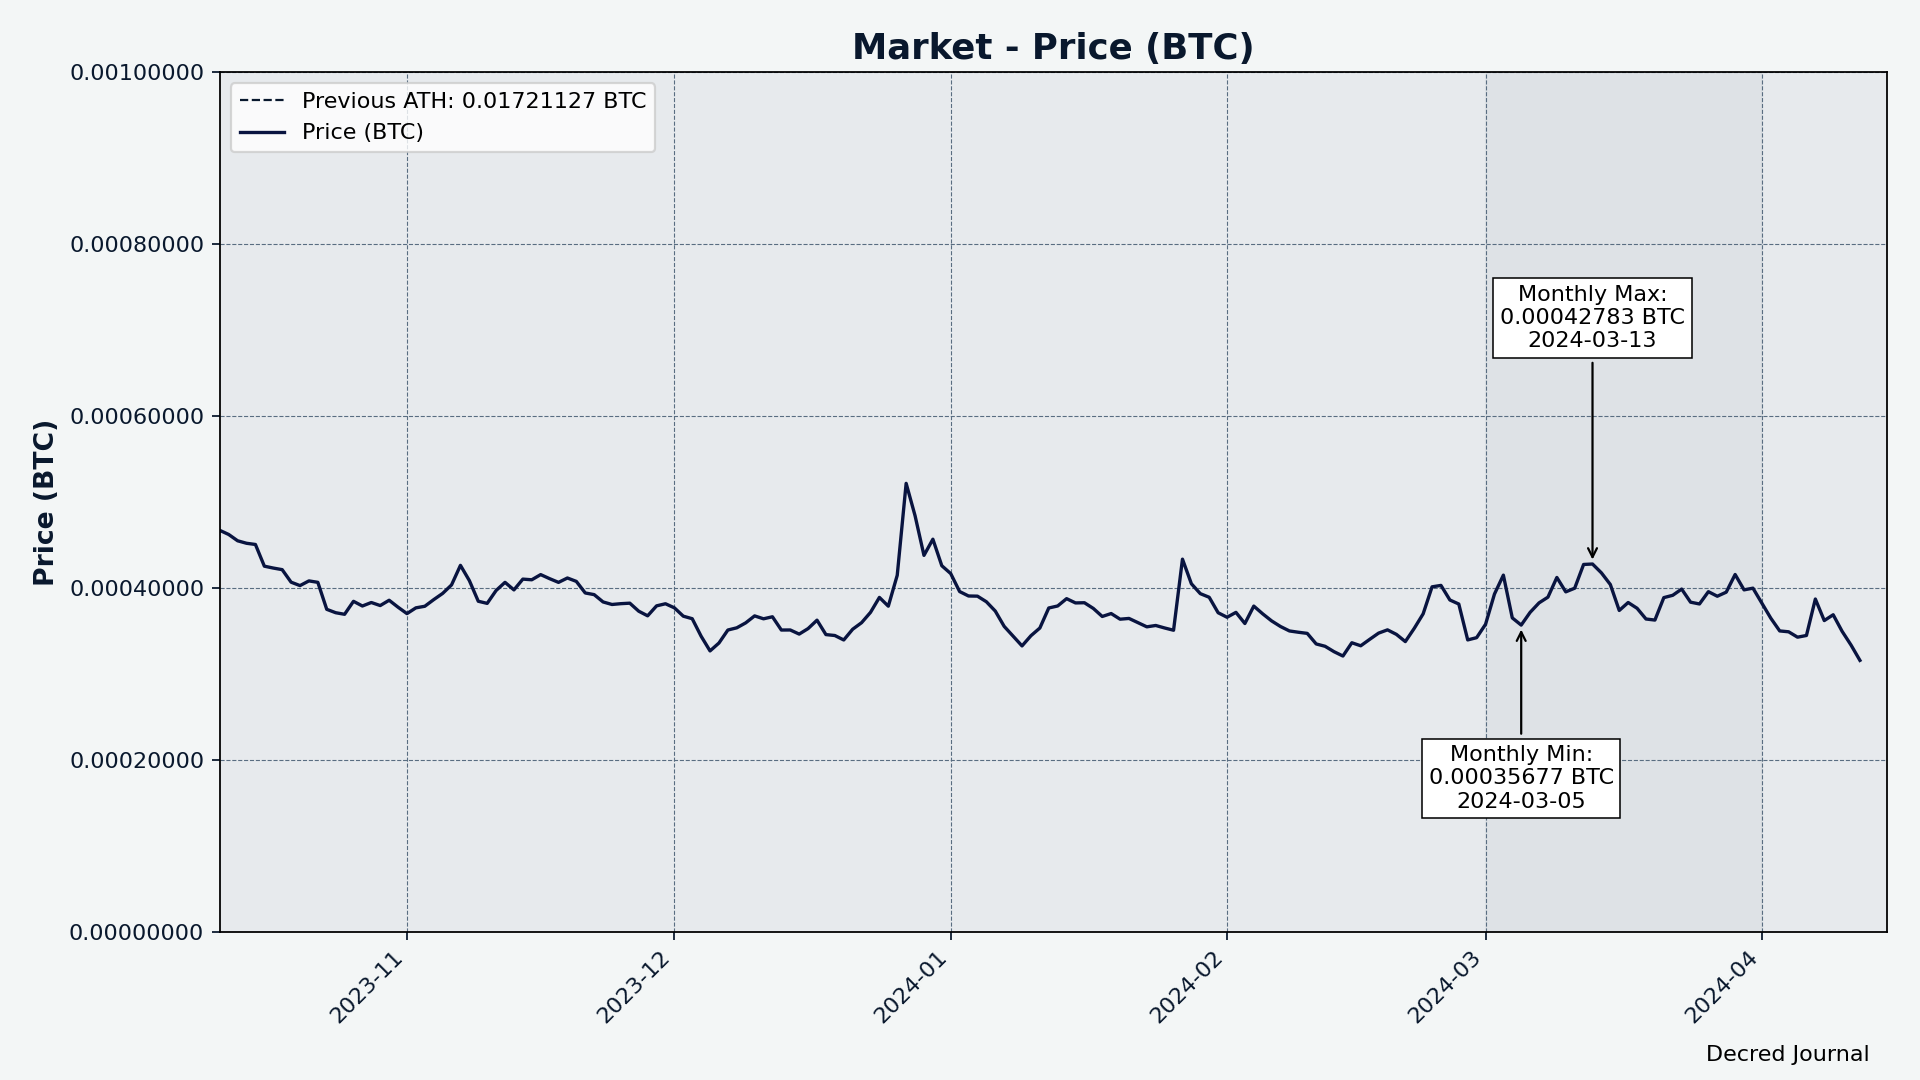 Market - Price (BTC)
Previous ATH: 0.01721127 BTC
Price (BTC)
0.00100000
0.00080000
0.00060000
0.00040000
0.00020000
0.00000000
Price (BTC)
Monthly Max:
0.00042783 BTC
2024-03-13
Monthly Min:
0.00035677 BTC
2024-03-05
2023-11
2023-12
2024-01
2024-02
2024-03
2024-04
Decred Journal